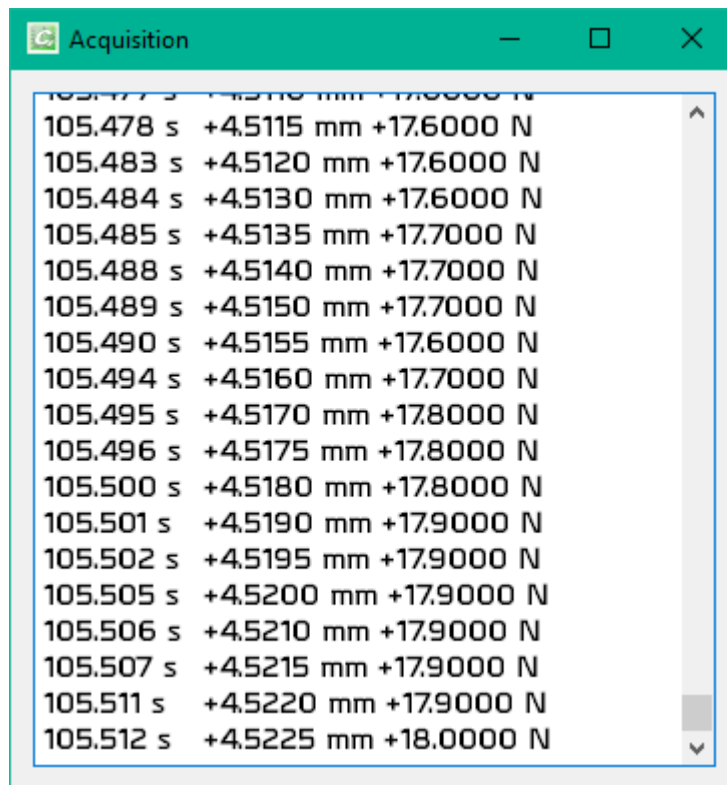 Acquisition
105.478 s +4.5115 mm +17.6000 N
105.483 s +4.5120 mm +17.6000 N
105.484 s +4.5130 mm +17.6000 N
105.485 s +4.5135 mm +17.7000 N
105.488 s +4.5140 mm +17.7000 N
105.489 s +4.5150 mm +17.7000 N
105.490 s +4.5155 mm +17.6000 N
105.494 s +4.5160 mm +17.7000 N
105.495 s +4.5170 mm +17.8000 N
105.496 s +4.5175 mm +17.8000 N
105.500 s +4.5180 mm +17.8000 N
105.501 s +4.5190 mm +17.9000 N
105.502 s +4.5195 mm +17.9000 N
105.505 s +4.5200 mm +17.9000 N
105.506 s +4.5210 mm +17.9000 N
105.507 s +4.5215 mm +17.9000 N
105.511 s +4.5220 mm +17.9000 N
105.512 s +4.5225 mm +18.0000 N